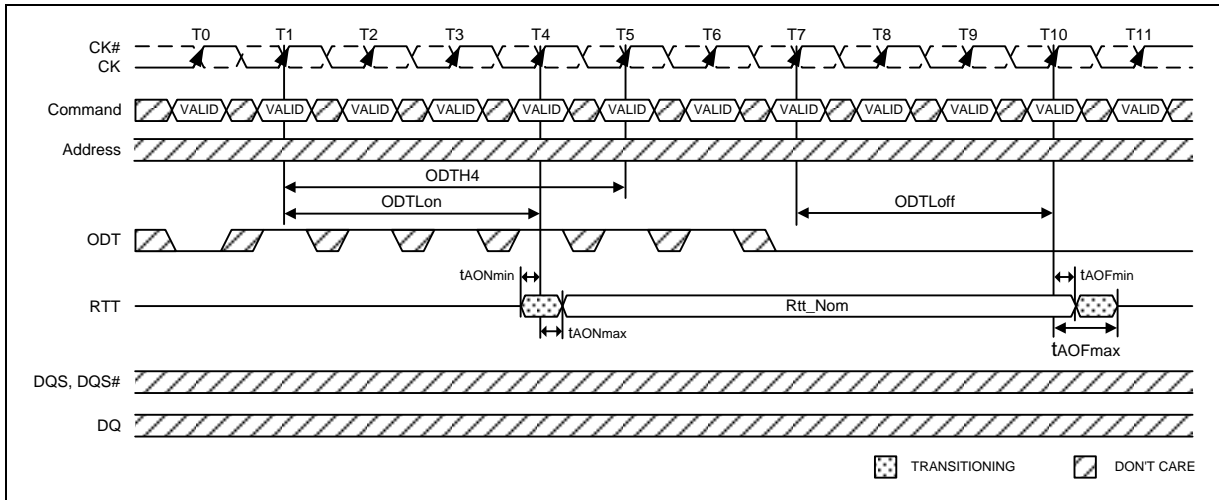 T0 T1 T2 T3 T4 T5 T6 T7 T8 T9 T10 T11
CK#
CK
Command VALID VALID VALID VALID VALID VALID VALID VALID VALID VALID VALID VALID
Address
ODTH4
ODTLon ODTLoff
ODT
tAONmin tAOFmin
RTT Rtt_Nom
tAONmax
tAOFmax
DQS, DQS#
DQ
TRANSITIONING DON'T CARE